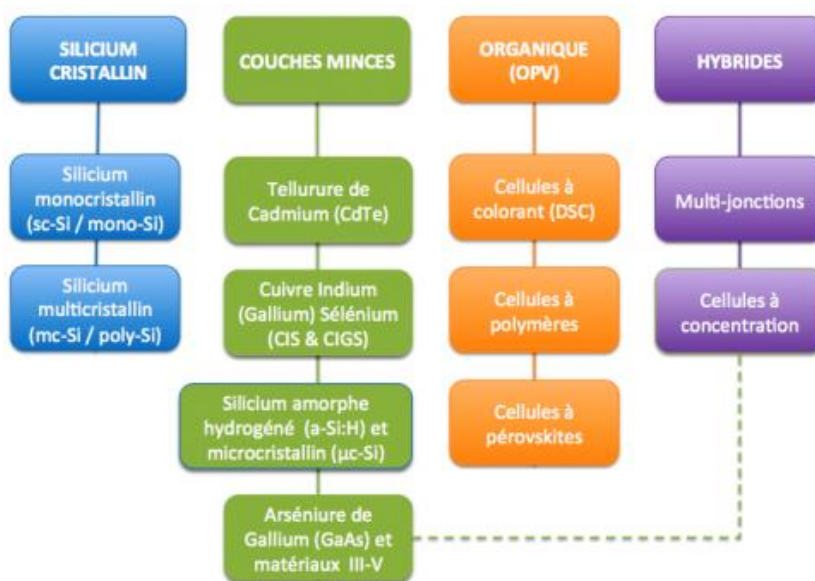 SILICIUM
CRISTALLIN
Silicium
monocristallin
(sc-Si / mono-Si)
Silicium
multicristallin
(mc-Si / poly-Si)
COUCHES MINCES
Tellurure de
Cadmium (CdTe)
Cuivre Indium
(Gallium) Sélénium
(CIS & CIGS)
Silicium amorphe
hydrogéné (a-Si:H) et
microcristallin (μc-Si)
Arséniure de
Gallium (GaAs) et
matériaux III-V
ORGANIQUE
(OPV)
Cellules à
colorant (DSC)
Cellules à
polymères
Cellules à
pérovskites
HYBRIDES
Multi-jonctions
Cellules à
concentration